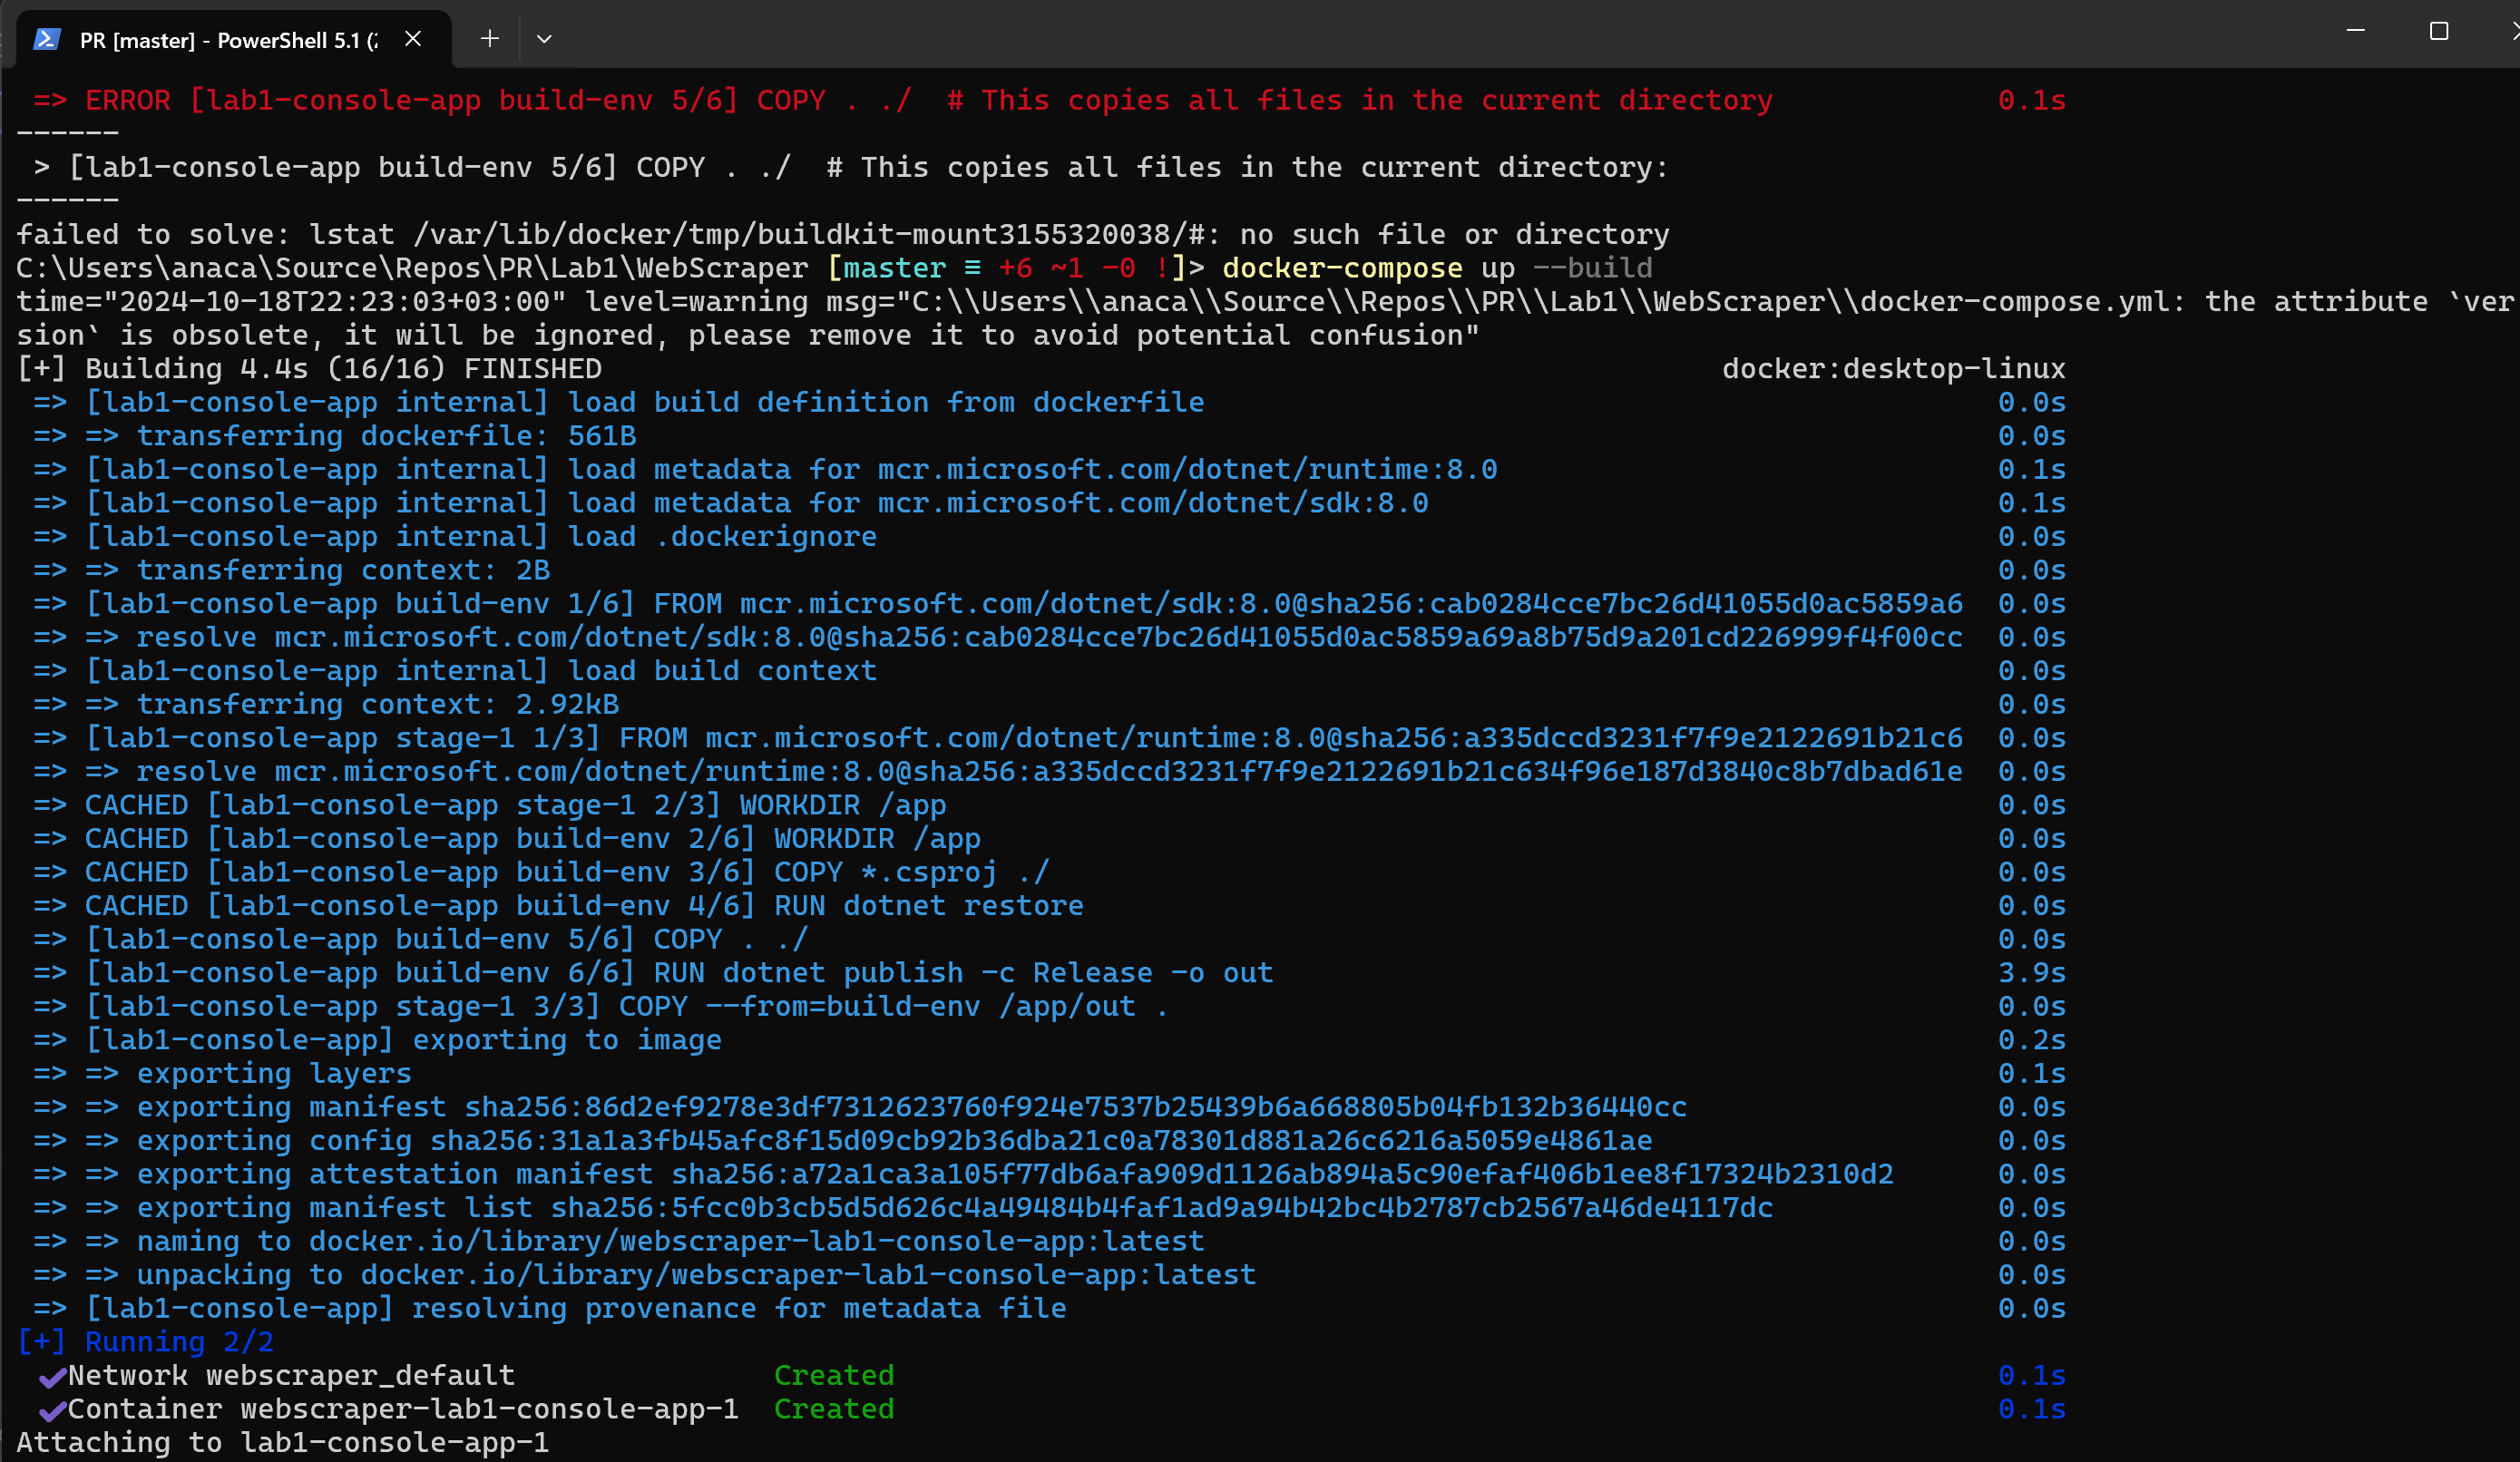 PR [master] - PowerShell 5.1 (
=> ERROR [lab1-console-app build-env 5/6] COPY . ./  # This copies all files in the current directory 0.1s
------
> [lab1-console-app build-env 5/6] COPY . ./  # This copies all files in the current directory:
------
failed to solve: lstat /var/lib/docker/tmp/buildkit-mount3155320038/#: no such file or directory
C:\Users\anaca\Source\Repos\PR\Lab1\WebScraper [master ≡ +6 ~1 -0 !]> docker-compose up --build
time="2024-10-18T22:23:03+03:00" level=warning msg="C:\\Users\\anaca\\Source\\Repos\\PR\\Lab1\\WebScraper\\docker-compose.yml: the attribute `ver
sion` is obsolete, it will be ignored, please remove it to avoid potential confusion"
[+] Building 4.4s (16/16) FINISHED docker:desktop-linux
=> [lab1-console-app internal] load build definition from dockerfile 0.0s
=> => transferring dockerfile: 561B 0.0s
=> [lab1-console-app internal] load metadata for mcr.microsoft.com/dotnet/runtime:8.0 0.1s
=> [lab1-console-app internal] load metadata for mcr.microsoft.com/dotnet/sdk:8.0 0.1s
=> [lab1-console-app internal] load .dockerignore 0.0s
=> => transferring context: 2B 0.0s
=> [lab1-console-app build-env 1/6] FROM mcr.microsoft.com/dotnet/sdk:8.0@sha256:cab0284cce7bc26d41055d0ac5859a6 0.0s
=> => resolve mcr.microsoft.com/dotnet/sdk:8.0@sha256:cab0284cce7bc26d41055d0ac5859a69a8b75d9a201cd226999f4f00cc 0.0s
=> [lab1-console-app internal] load build context 0.0s
=> => transferring context: 2.92kB 0.0s
=> [lab1-console-app stage-1 1/3] FROM mcr.microsoft.com/dotnet/runtime:8.0@sha256:a335dccd3231f7f9e2122691b21c6 0.0s
=> => resolve mcr.microsoft.com/dotnet/runtime:8.0@sha256:a335dccd3231f7f9e2122691b21c634f96e187d3840c8b7dbad61e 0.0s
=> CACHED [lab1-console-app stage-1 2/3] WORKDIR /app 0.0s
=> CACHED [lab1-console-app build-env 2/6] WORKDIR /app 0.0s
=> CACHED [lab1-console-app build-env 3/6] COPY *.csproj ./ 0.0s
=> CACHED [lab1-console-app build-env 4/6] RUN dotnet restore 0.0s
=> [lab1-console-app build-env 5/6] COPY . ./ 0.0s
=> [lab1-console-app build-env 6/6] RUN dotnet publish -c Release -o out 3.9s
=> [lab1-console-app stage-1 3/3] COPY --from=build-env /app/out . 0.0s
=> [lab1-console-app] exporting to image 0.2s
=> => exporting layers 0.1s
=> => exporting manifest sha256:86d2ef9278e3df7312623760f924e7537b25439b6a668805b04fb132b36440cc 0.0s
=> => exporting config sha256:31a1a3fb45afc8f15d09cb92b36dba21c0a78301d881a26c6216a5059e4861ae 0.0s
=> => exporting attestation manifest sha256:a72a1ca3a105f77db6afa909d1126ab894a5c90efaf406b1ee8f17324b2310d2 0.0s
=> => exporting manifest list sha256:5fcc0b3cb5d5d626c4a49484b4faf1ad9a94b42bc4b2787cb2567a46de4117dc 0.0s
=> => naming to docker.io/library/webscraper-lab1-console-app:latest 0.0s
=> => unpacking to docker.io/library/webscraper-lab1-console-app:latest 0.0s
=> [lab1-console-app] resolving provenance for metadata file 0.0s
[+] Running 2/2
✔Network webscraper_default Created 0.1s
✔Container webscraper-lab1-console-app-1 Created 0.1s
Attaching to lab1-console-app-1